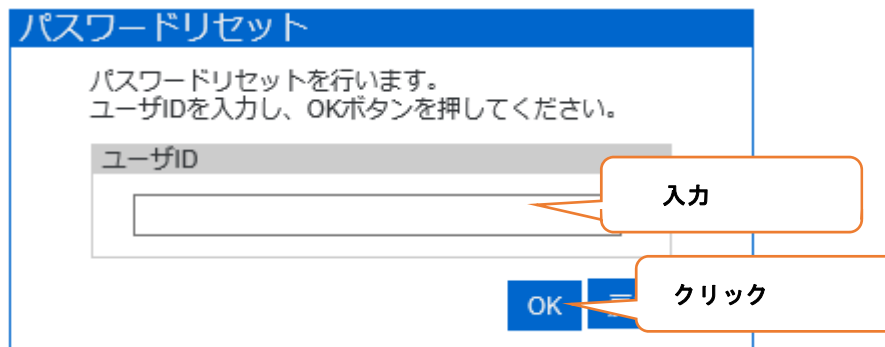 パスワードリセット
パスワードリセットを行います。
ユーザIDを入力し、OKボタンを押してください。
ユーザID
入力
OK
クリック